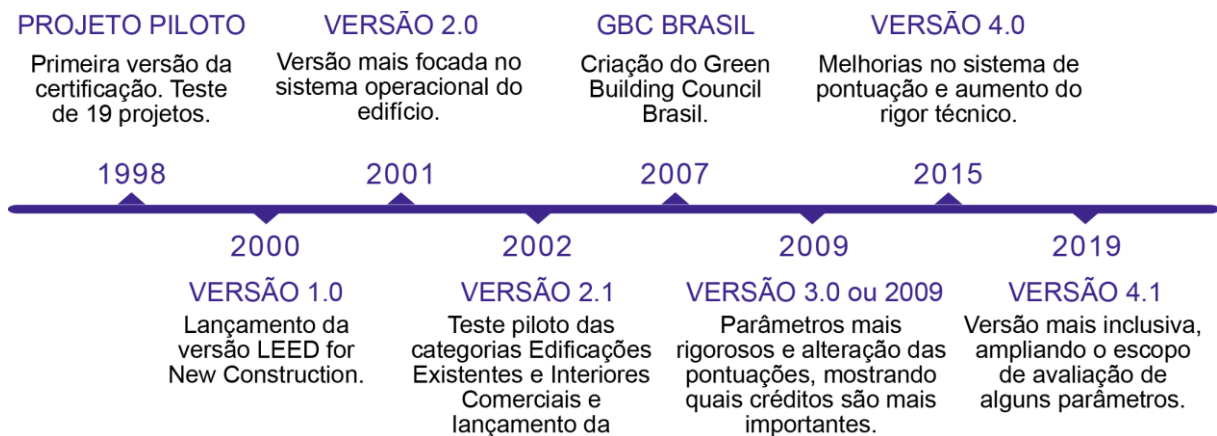 PROJETO PILOTO
Primeira versão da
certificação. Teste
de 19 projetos.
1998
VERSÃO 2.0
Versão mais focada no
sistema operacional do
edifício.
2001
GBC BRASIL
Criação do Green
Building Council
Brasil.
2007
VERSÃO 4.0
Melhorias no sistema de
pontuação e aumento do
rigor técnico.
2015
2000
VERSÃO 1.0
Lançamento da
versão LEED for
New Construction.
2002
VERSÃO 2.1
Teste piloto das
categorias Edificações
Existentes e Interiores
Comerciais e
lançamento da
2009
VERSÃO 3.0 ou 2009
Parâmetros mais
rigorosos e alteração das
pontuações, mostrando
quais créditos são mais
importantes.
2019
VERSÃO 4.1
Versão mais inclusiva,
ampliando o escopo
de avaliação de
alguns parâmetros.